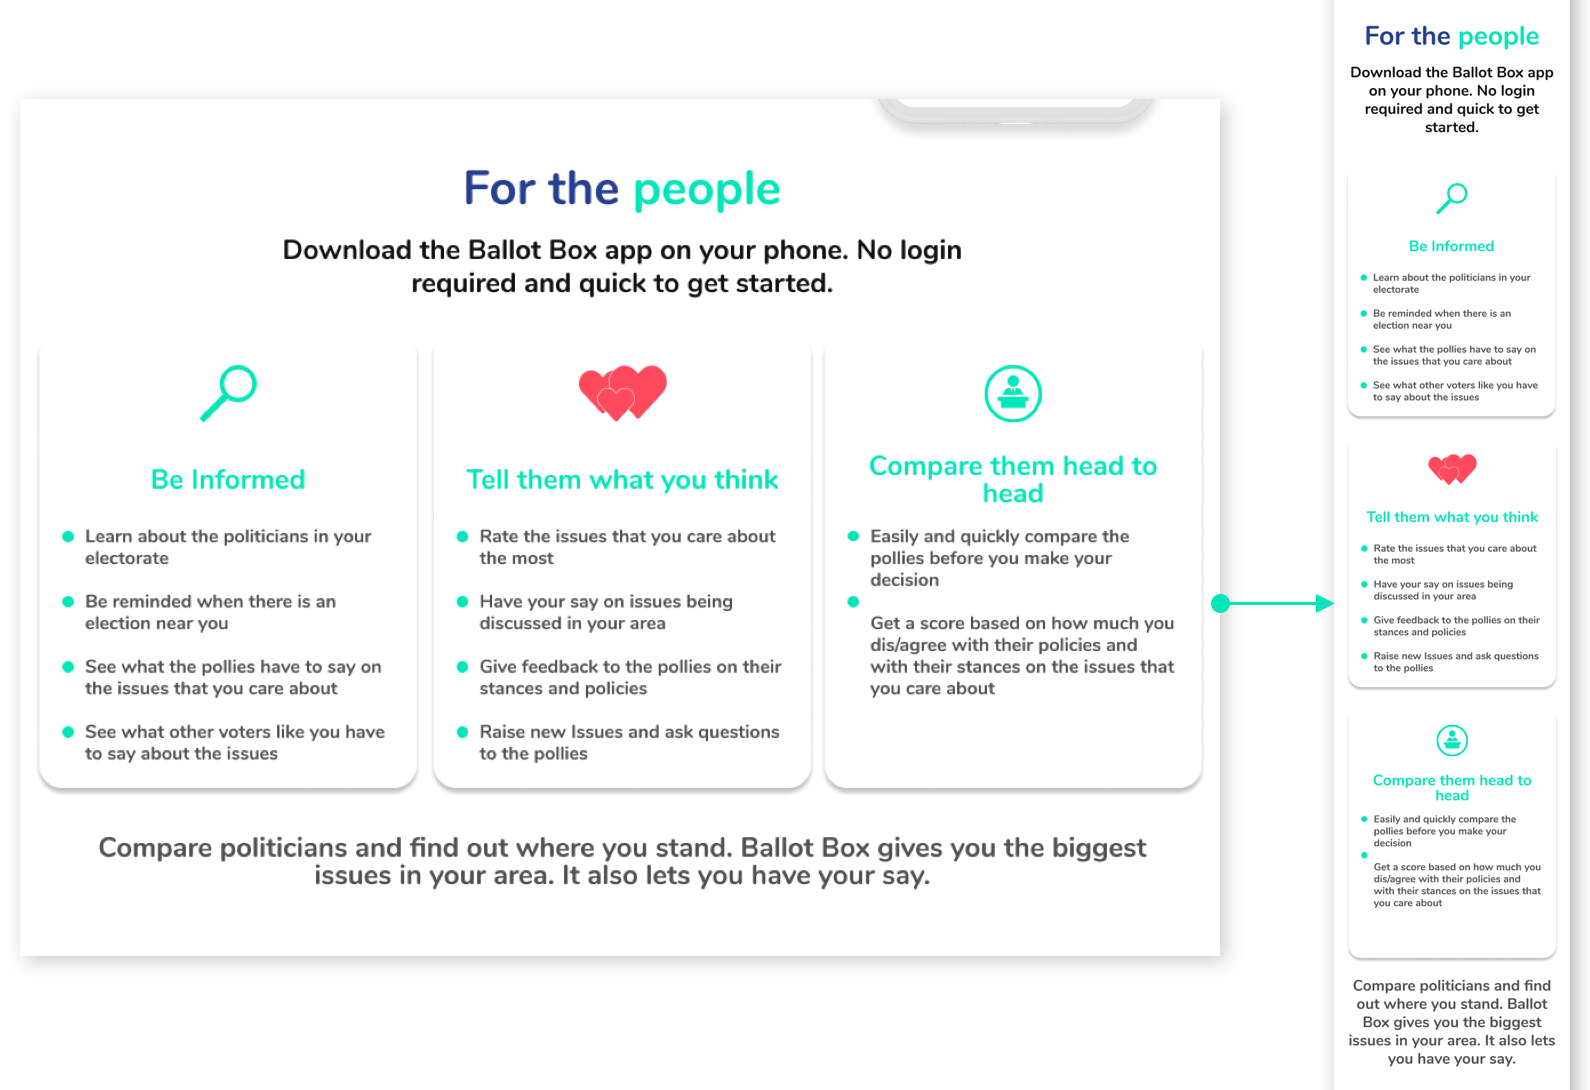 For the people
Download the Ballot Box app on your phone. No login
required and quick to get started.
Be Informed
Learn about the politicians in your
electorate
Be reminded when there is an
election near you
See what the pollies have to say on
the issues that you care about
See what other voters like you have
to say about the issues
Tell them what you think
Rate the issues that you care about
the most
Have your say on issues being
discussed in your area
Give feedback to the pollies on their
stances and policies
Raise new Issues and ask questions
to the pollies
Compare them head to
head
Easily and quickly compare the
pollies before you make your
decision
Get a score based on how much you
dis/agree with their policies and
with their stances on the issues that
you care about
Compare politicians and find out where you stand. Ballot Box gives you the biggest
issues in your area. It also lets you have your say.
For the people
Download the Ballot Box app
on your phone. No login
required and quick to get
started.
Be Informed
Learn about the politicians in your
electorate
Be reminded when there is an
election near you
See what the pollies have to say on
the issues that you care about
See what other voters like you have
to say about the issues
Tell them what you think
Rate the issues that you care about
the most
Have your say on issues being
discussed in your area
Give feedback to the pollies on their
stances and policies
Raise new Issues and ask questions
to the pollies
Compare them head to
head
Easily and quickly compare the
pollies before you make your
decision
Get a score based on how much you
dis/agree with their policies and
with their stances on the issues that
you care about
Compare politicians and find
out where you stand. Ballot
Box gives you the biggest
issues in your area. It also lets
you have your say.